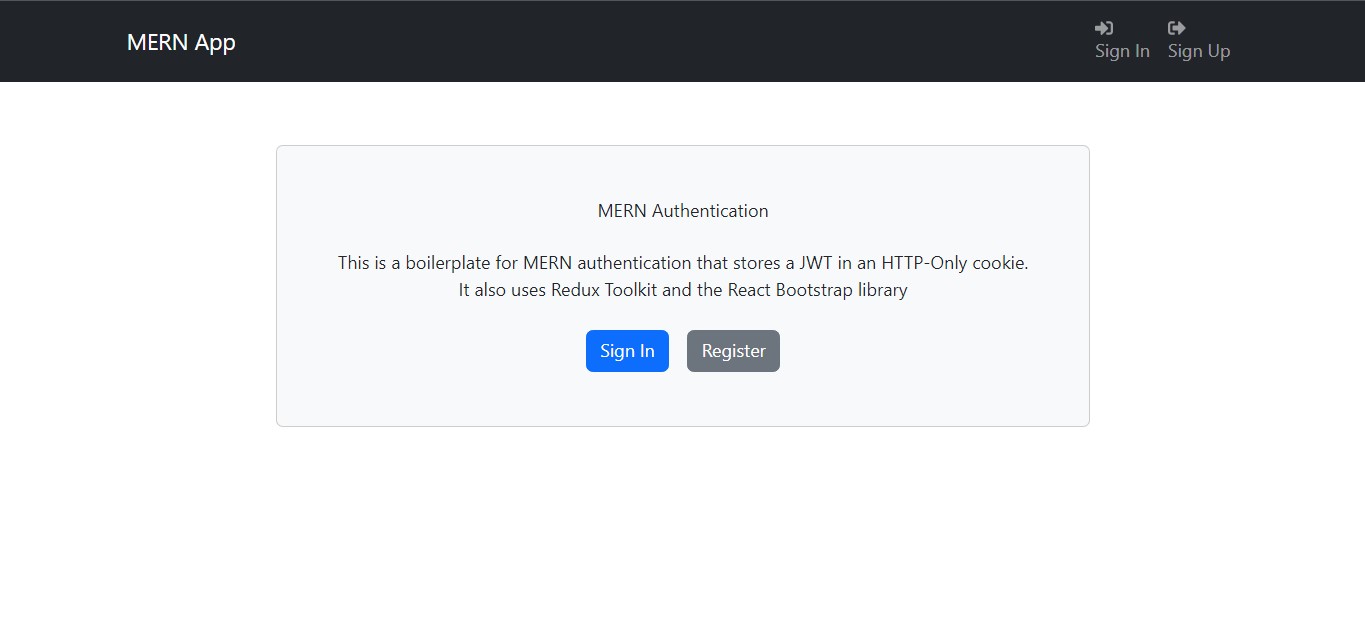 MERN App
Sign In
Sign Up
MERN Authentication
This is a boilerplate for MERN authentication that stores a JWT in an HTTP-Only cookie.
It also uses Redux Toolkit and the React Bootstrap library
Sign In
Register